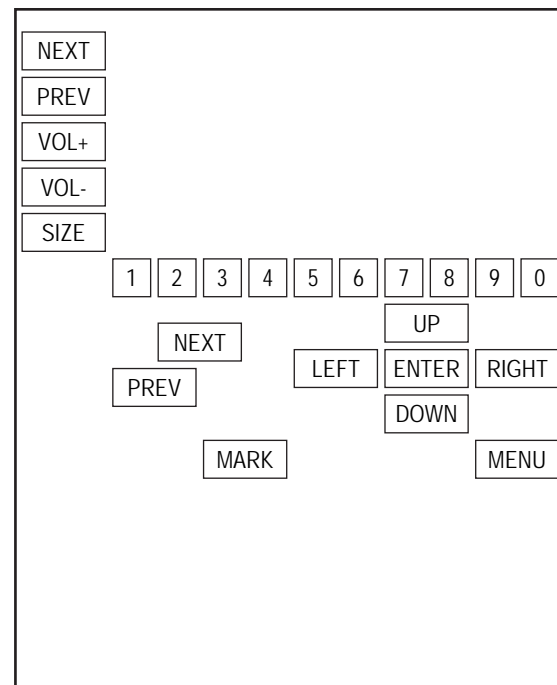 NEXT
PREV
VOL+
VOL-
SIZE
1 2 3 4 5 6 7 8 9 0
UP
NEXT
LEFT ENTER RIGHT
PREV
DOWN
MARK MENU